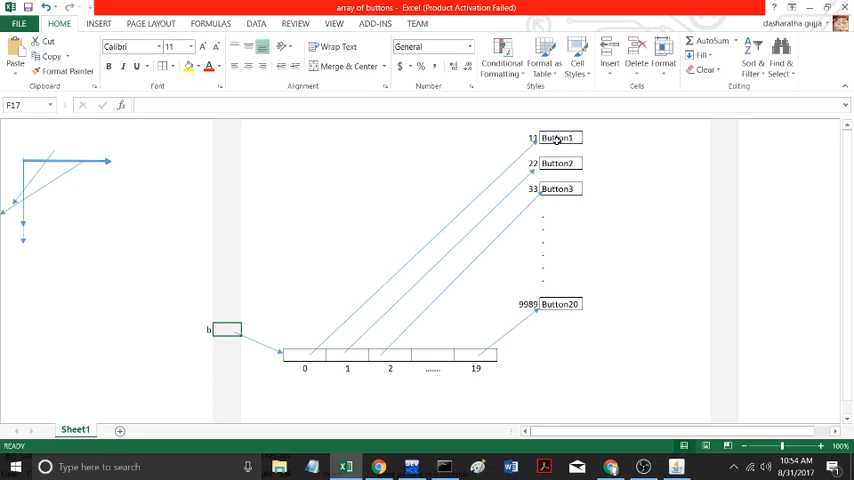 array of buttons - Excel (Product Activation Failed)
FILE HOME INSERT PAGE LAYOUT FORMULAS DATA REVIEW VIEW ADD-INS TEAM dasharatha gujja
Cut
Copy
Format Painter
Paste
Calibri 11
B I U
Wrap Text
Merge & Center
General
$ % ,
Conditional Formatting
Format as Table
Cell Styles
Insert Delete Format
AutoSum
Fill
Clear
Sort & Filter
Find & Select
Clipboard Font Alignment Number Styles Cells Editing
F17 fx
11 Button1
22 Button2
33 Button3
9989 Button20
b
0 1 2 ....... 19
Sheet1
READY 100%
Type here to search
10:54 AM
8/31/2017